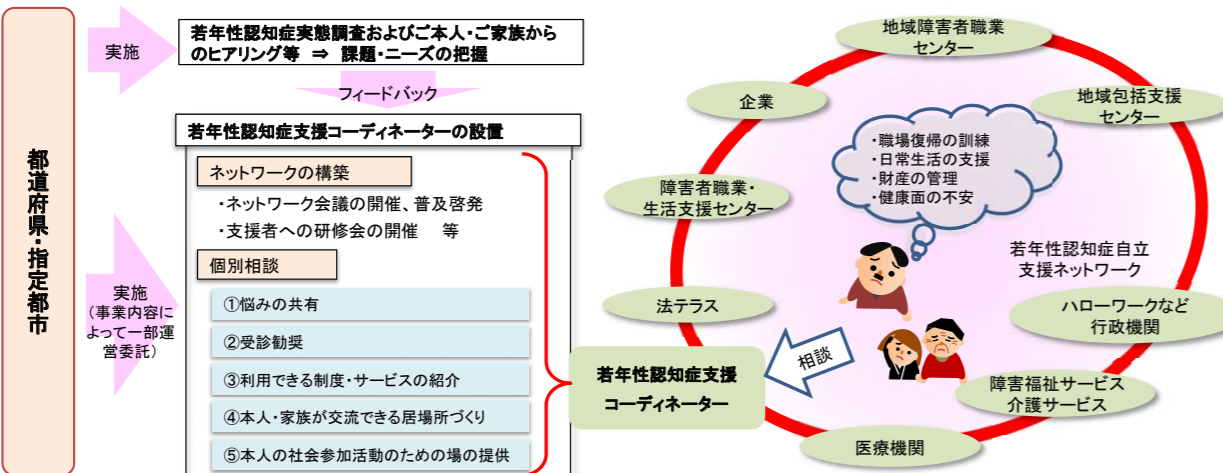 都道府県・指定都市
実施
若年性認知症実態調査およびご本人・ご家族から
のヒアリング等 ⇒ 課題・ニーズの把握
フィードバック
実施
(事業内容に
よって一部運
営委託)
若年性認知症支援コーディネーターの設置
ネットワークの構築
・ネットワーク会議の開催、普及啓発
・支援者への研修会の開催 等
個別相談
①悩みの共有
②受診勧奨
③利用できる制度・サービスの紹介
④本人・家族が交流できる居場所づくり
⑤本人の社会参加活動のための場の提供
若年性認知症支援
コーディネーター
相談
地域障害者職業
センター
企業
地域包括支援
センター
・職場復帰の訓練
・日常生活の支援
・財産の管理
・健康面の不安
障害者職業・
生活支援センター
若年性認知症自立
支援ネットワーク
法テラス
ハローワークなど
行政機関
障害福祉サービス
介護サービス
医療機関